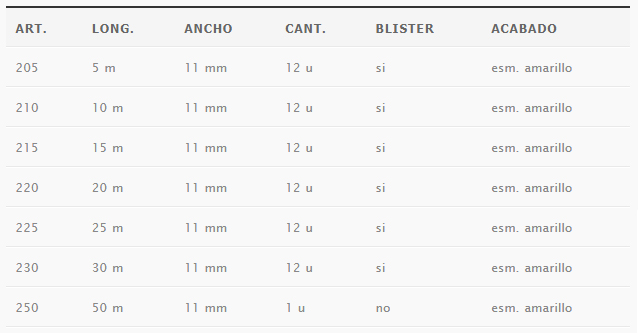 ART. LONG. ANCHO CANT. BLISTER ACABADO
205 5 m 11 mm 12 u si esm. amarillo
210 10 m 11 mm 12 u si esm. amarillo
215 15 m 11 mm 12 u si esm. amarillo
220 20 m 11 mm 12 u si esm. amarillo
225 25 m 11 mm 12 u si esm. amarillo
230 30 m 11 mm 12 u si esm. amarillo
250 50 m 11 mm 1 u no esm. amarillo